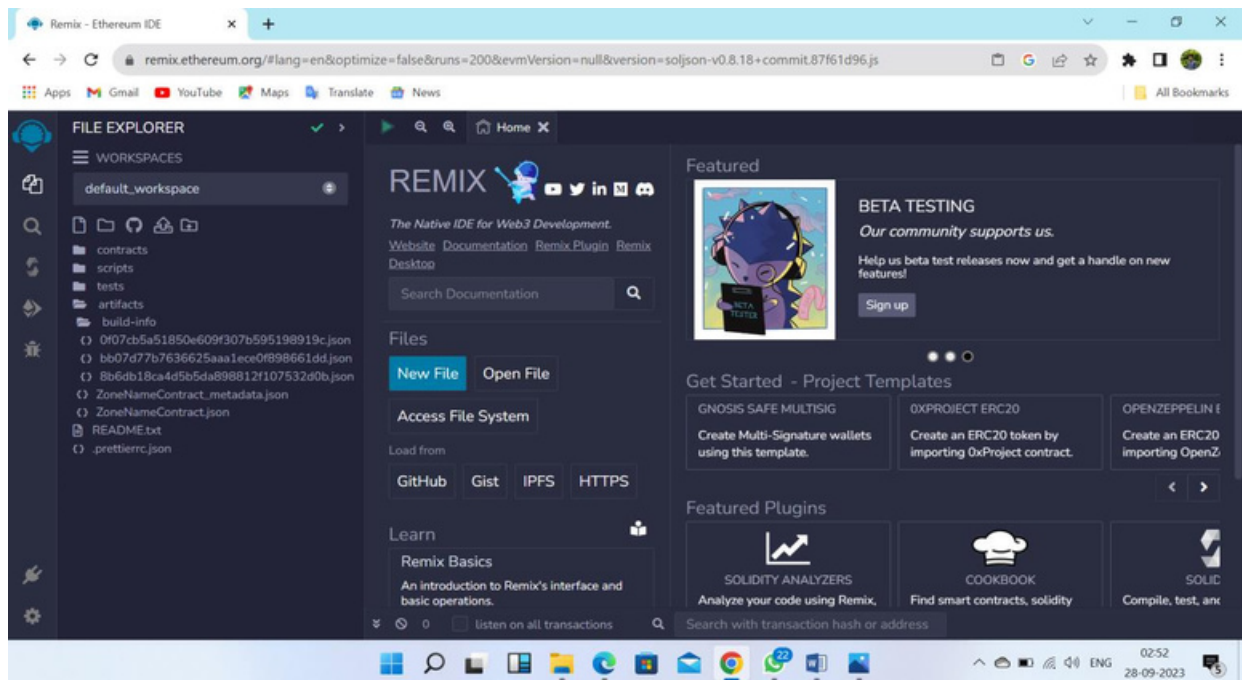 Remix - Ethereum IDE
remix.ethereum.org/#lang=en&optimize=false&runs=200&evmVersion=null&version=soljson-v0.8.18+commit.87f61d96.js
Apps Gmail YouTube Maps Translate News All Bookmarks
FILE EXPLORER
WORKSPACES
default_workspace
contracts
scripts
tests
artifacts
build-info
0f07cb5a51850e609f307b595198919c.json
bb07d77b7636625aaa1ece0f898661dd.json
8b6db18ca4d5b5da898812f107532d0b.json
ZoneNameContract_metadata.json
ZoneNameContract.json
README.txt
.prettierrc.json
Home
REMIX
The Native IDE for Web3 Development.
Website Documentation Remix Plugin Remix
Desktop
Search Documentation
Files
New File Open File
Access File System
Load from
GitHub Gist IPFS HTTPS
Learn
Remix Basics
An introduction to Remix's interface and
basic operations.
Featured
BETA TESTER
BETA TESTING
Our community supports us.
Help us beta test releases now and get a handle on new
features!
Sign up
Get Started - Project Templates
GNOSIS SAFE MULTISIG
Create Multi-Signature wallets
using this template.
0XPROJECT ERC20
Create an ERC20 token by
importing 0xProject contract.
OPENZEPPELIN E
Create an ERC20
importing OpenZ
Featured Plugins
SOLIDITY ANALYZERS
Analyze your code using Remix,
COOKBOOK
Find smart contracts, solidity
SOLID
Compile, test, and
0 listen on all transactions Search with transaction hash or address
22
ENG
02:52
28-09-2023
5